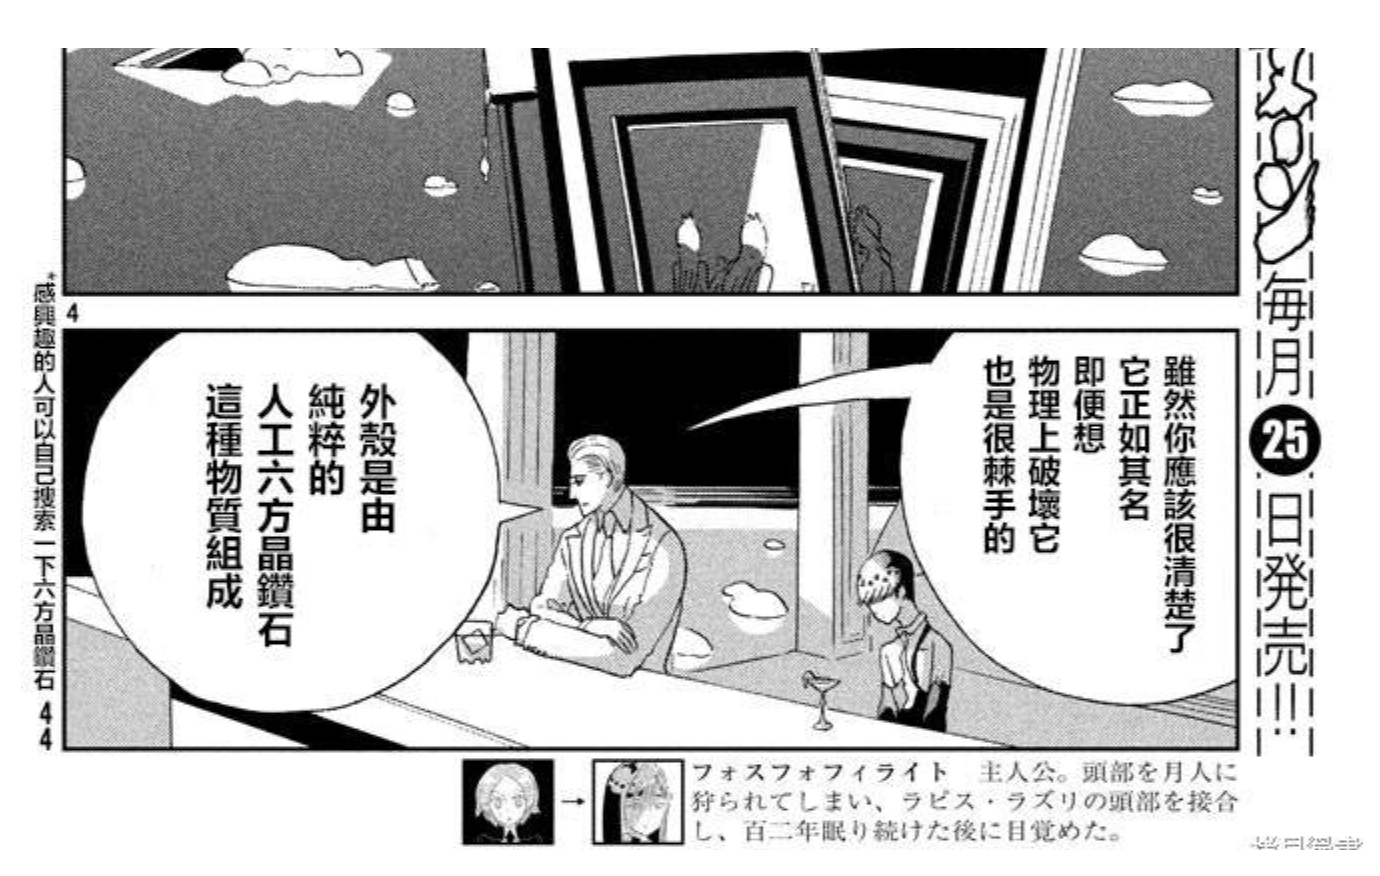 毎月25日発売!!!
雖然你應該很清楚了
它正如其名
即便想
物理上破壞它
也是很棘手的
外殼是由
純粹的
人工六方晶鑽石
這種物質組成
4
*感興趣的人可以自己搜索一下六方晶鑽石
44
フォスフォフィライト 主人公。頭部を月人に
狩られてしまい、ラピス・ラズリの頭部を接合
し、百二年眠り続けた後に目覚めた。